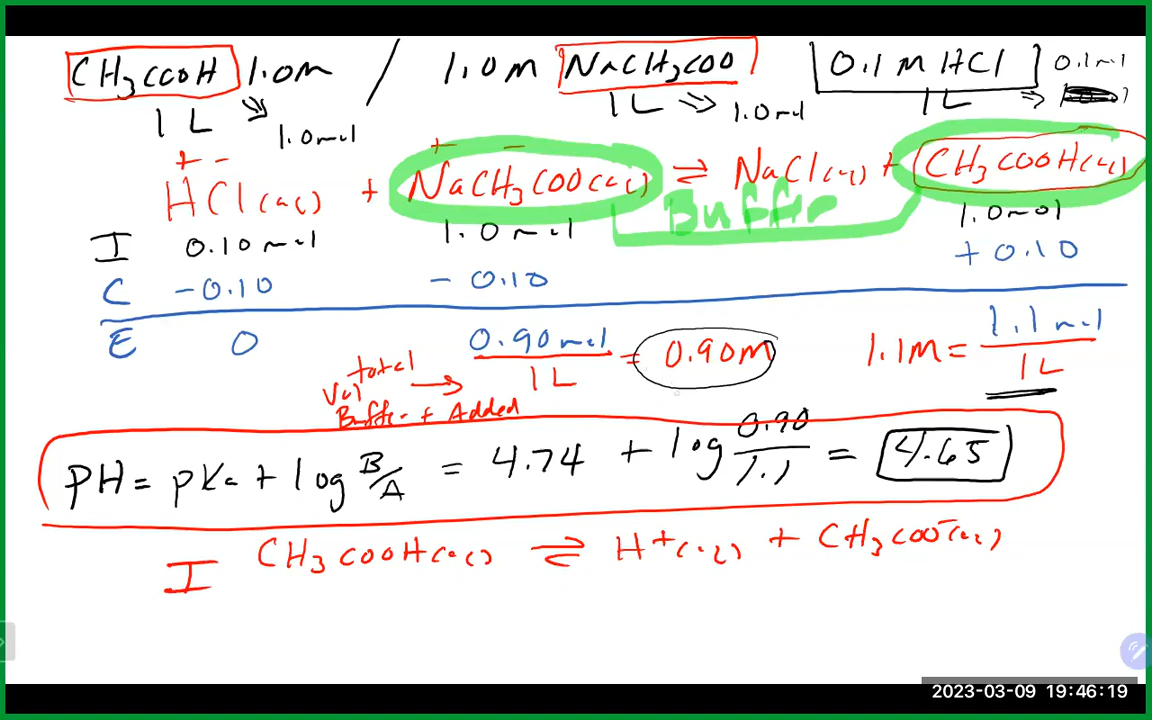 CH3CCOH 1.0M / 1.0M NaCH3COO 0.1M HCl 0.1mol
1L => 1.0mol 1L => 1.0mol 1L =>
+ - + -
HCl(aq) + NaCH3COO(aq) ⇌ NaCl(aq) + CH3COOH(aq)
Buffer
I 0.10mol 1.0mol 1.0mol
C -0.10 - 0.10 + 0.10
E 0 0.90mol/1L = 0.90M 1.1M = 1.1mol/1L
total
Vol →
Buffer + Added
PH = pKa + log B/A = 4.74 + log 0.90/1.1 = 4.65
I CH3COOH(aq) ⇌ H+(aq) + CH3COO-(aq)
2023-03-09 19:46:19